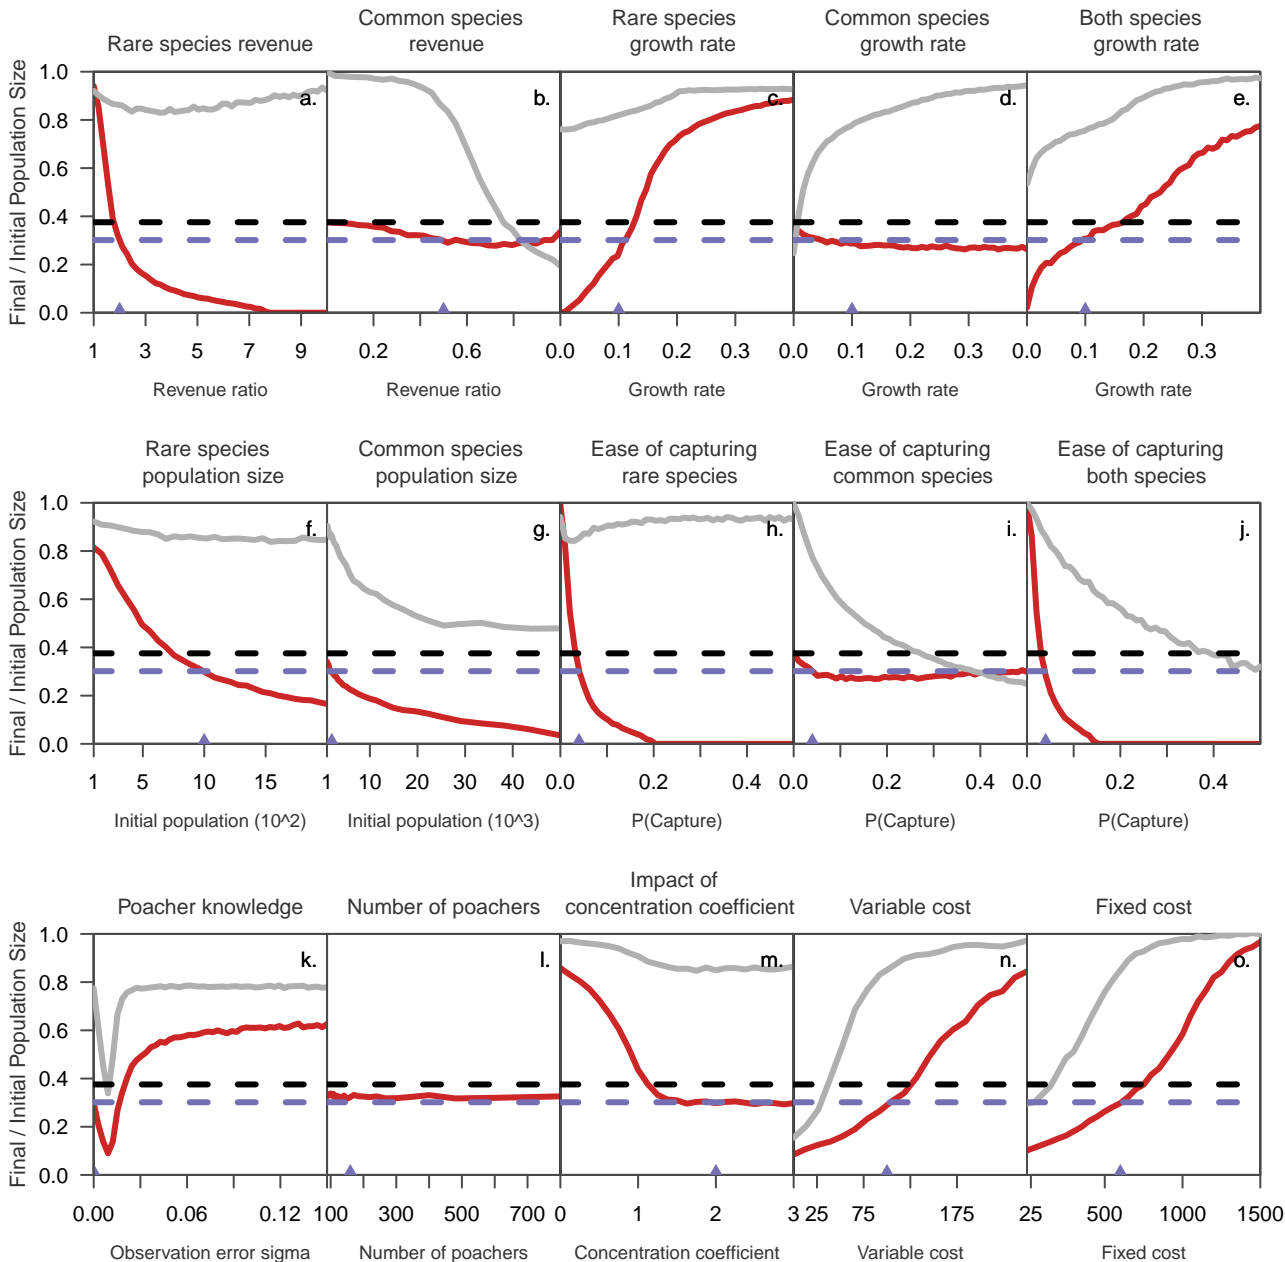 Rare species revenue
Common species
revenue
Rare species
growth rate
Common species
growth rate
Both species
growth rate
Final / Initial Population Size
1.0
0.8
0.6
0.4
0.2
0.0
a.
b.
c.
d.
e.
1 3 5 7 9
0.2 0.6
0.0 0.1 0.2 0.3
0.0 0.1 0.2 0.3
0.0 0.1 0.2 0.3
Revenue ratio
Revenue ratio
Growth rate
Growth rate
Growth rate
Rare species
population size
Common species
population size
Ease of capturing
rare species
Ease of capturing
common species
Ease of capturing
both species
Final / Initial Population Size
1.0
0.8
0.6
0.4
0.2
0.0
f.
g.
h.
i.
j.
1 5 10 15
1 10 20 30 40
0.0 0.2 0.4
0.0 0.2 0.4
0.0 0.2 0.4
Initial population (10^2)
Initial population (10^3)
P(Capture)
P(Capture)
P(Capture)
Poacher knowledge
Number of poachers
Impact of
concentration coefficient
Variable cost
Fixed cost
Final / Initial Population Size
1.0
0.8
0.6
0.4
0.2
0.0
k.
l.
m.
n.
o.
0.00 0.06 0.12
100 300 500 700
0 1 2 3
25 75 175
25 500 1000 1500
Observation error sigma
Number of poachers
Concentration coefficient
Variable cost
Fixed cost